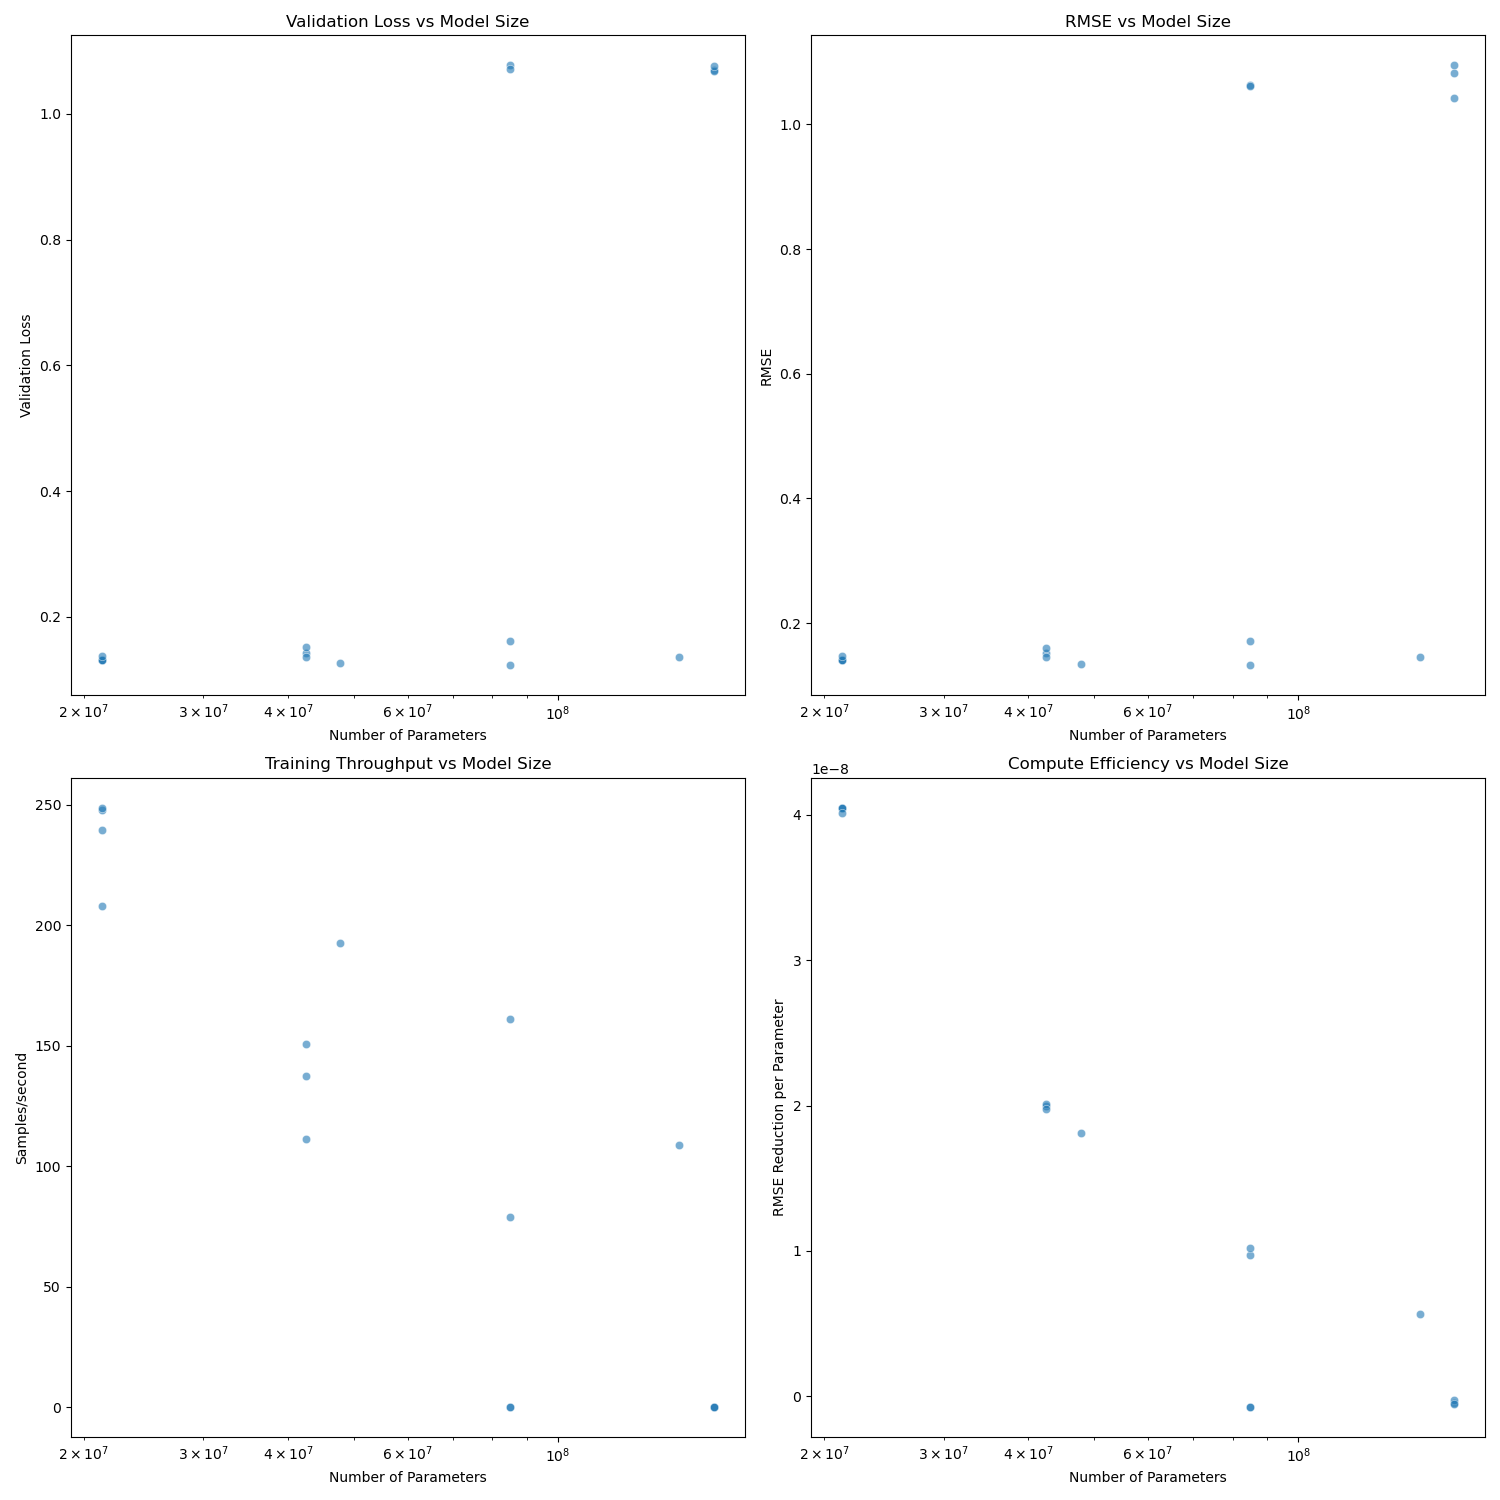 Validation Loss vs Model Size
Validation Loss
1.0
0.8
0.6
0.4
0.2
2 × 10⁷
3 × 10⁷
4 × 10⁷
6 × 10⁷
10⁸
Number of Parameters
RMSE vs Model Size
RMSE
1.0
0.8
0.6
0.4
0.2
2 × 10⁷
3 × 10⁷
4 × 10⁷
6 × 10⁷
10⁸
Number of Parameters
Training Throughput vs Model Size
Samples/second
250
200
150
100
50
0
2 × 10⁷
3 × 10⁷
4 × 10⁷
6 × 10⁷
10⁸
Number of Parameters
Compute Efficiency vs Model Size
1e−8
RMSE Reduction per Parameter
4
3
2
1
0
2 × 10⁷
3 × 10⁷
4 × 10⁷
6 × 10⁷
10⁸
Number of Parameters